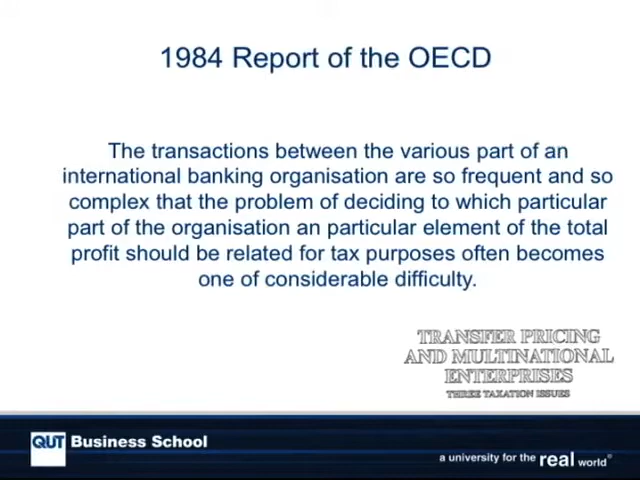 1984 Report of the OECD
The transactions between the various part of an
international banking organisation are so frequent and so
complex that the problem of deciding to which particular
part of the organisation an particular element of the total
profit should be related for tax purposes often becomes
one of considerable difficulty.
TRANSFER PRICING
AND MULTINATIONAL
ENTERPRISES
THREE TAXATION ISSUES
QUT Business School
a university for the real world®